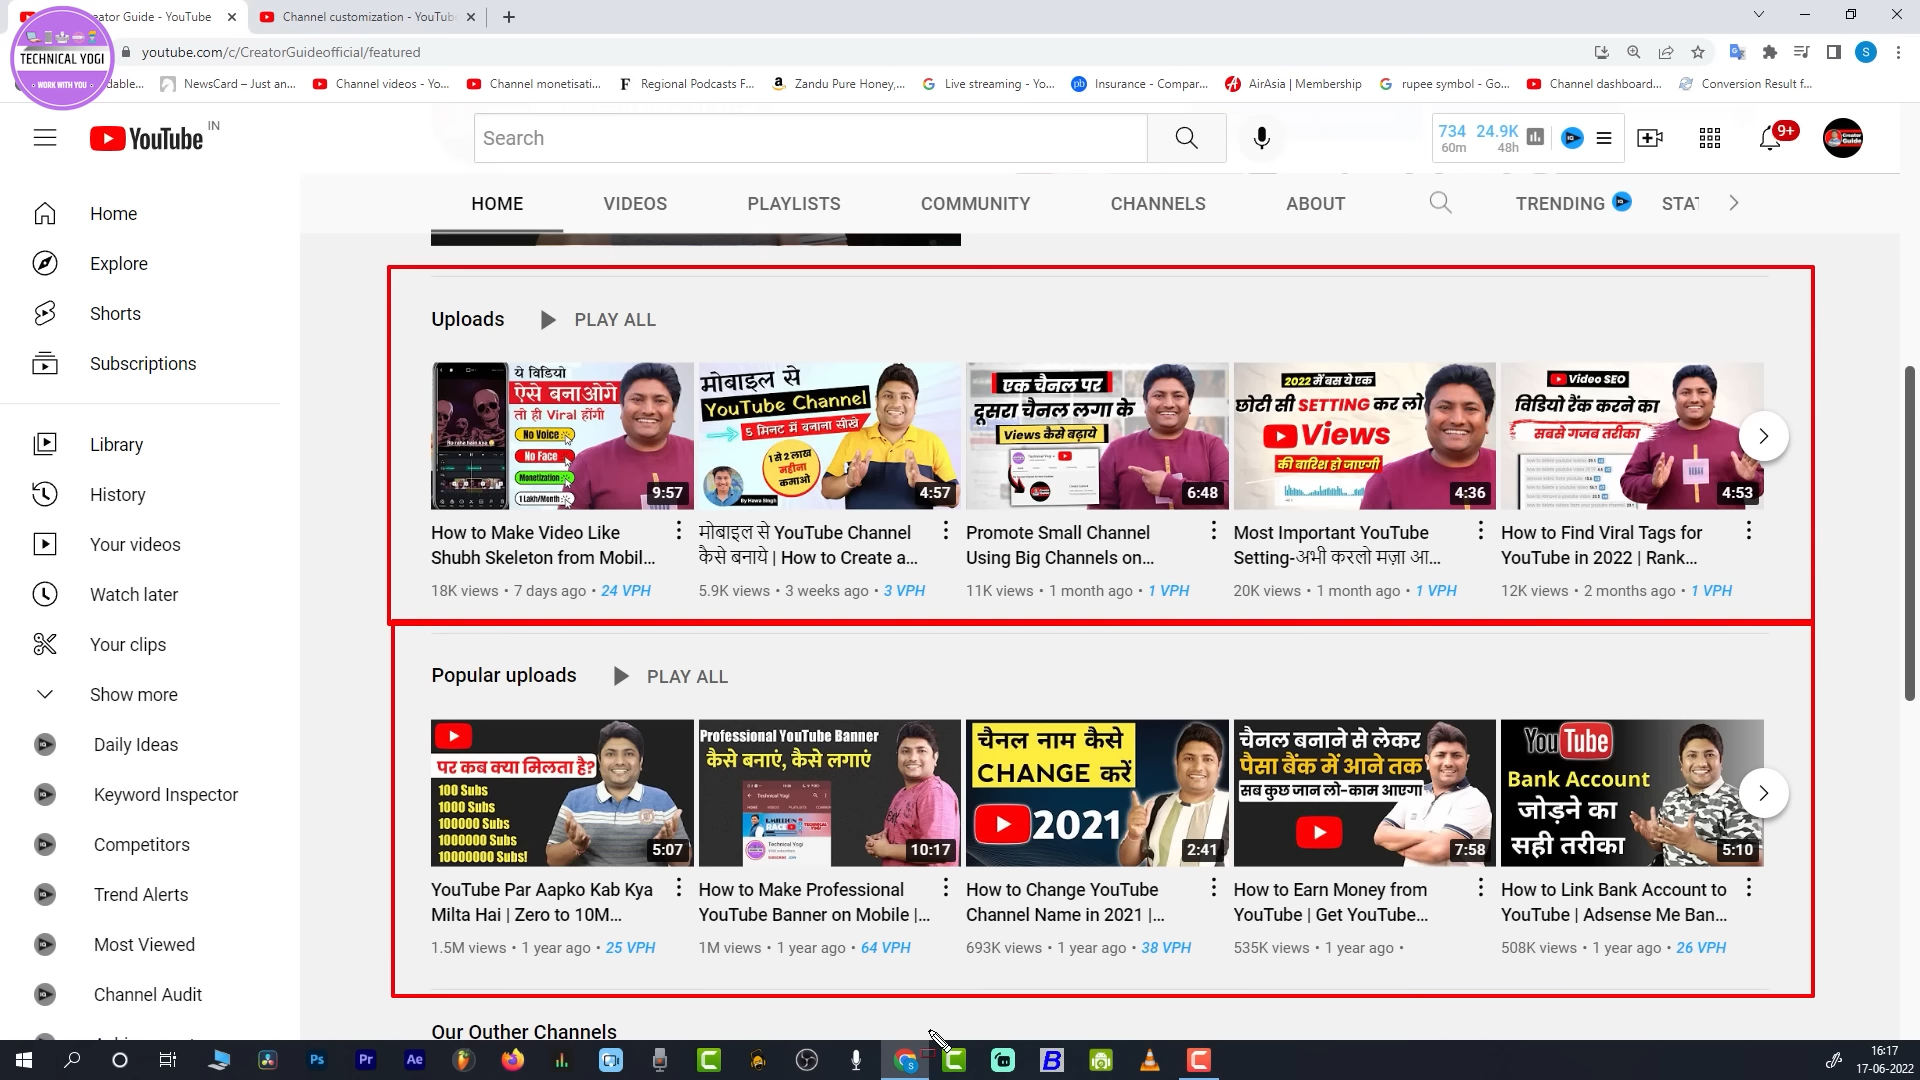 Creator Guide - YouTube
Channel customization - YouTube
TECHNICAL YOGI
WORK WITH YOU
youtube.com/c/CreatorGuideofficial/featured
NewsCard – Just an...
Channel videos - Yo...
Channel monetisati...
Regional Podcasts F...
Zandu Pure Honey,...
Live streaming - Yo...
Insurance - Compar...
AirAsia | Membership
rupee symbol - Go...
Channel dashboard...
Conversion Result f...
YouTube IN
Search
734 24.9K
60m 48h
9+
HOME VIDEOS PLAYLISTS COMMUNITY CHANNELS ABOUT TRENDING STAT
Home
Explore
Shorts
Subscriptions
Library
History
Your videos
Watch later
Your clips
Show more
Daily Ideas
Keyword Inspector
Competitors
Trend Alerts
Most Viewed
Channel Audit
Uploads PLAY ALL
ये विडियो
ऐसे बनाओगे
तो ही Viral होंगी
No Voice
No Face
Monetization
1 Lakh/Month
9:57
मोबाइल से
YouTube Channel
5 मिनट में बनाना सीखे
1 से 2 लाख
महीना
कमाओ
By Hawa Singh
4:57
एक चैनल पर
दूसरा चैनल लगा के
Views कैसे बढ़ाये
6:48
2022 में बस ये एक
छोटी सी SETTING कर लो
Views
की बारिश हो जाएगी
4:36
Video SEO
विडियो रैंक करने का
सबसे गजब तरीका
4:53
How to Make Video Like
Shubh Skeleton from Mobil...
18K views • 7 days ago • 24 VPH
मोबाइल से YouTube Channel
कैसे बनाये | How to Create a...
5.9K views • 3 weeks ago • 3 VPH
Promote Small Channel
Using Big Channels on...
11K views • 1 month ago • 1 VPH
Most Important YouTube
Setting-अभी करलो मज़ा आ...
20K views • 1 month ago • 1 VPH
How to Find Viral Tags for
YouTube in 2022 | Rank...
12K views • 2 months ago • 1 VPH
Popular uploads PLAY ALL
पर कब क्या मिलता है?
100 Subs
1000 Subs
100000 Subs
1000000 Subs
10000000 Subs!
5:07
Professional YouTube Banner
कैसे बनाएं, कैसे लगाएं
Technical Yogi
10:17
चैनल नाम कैसे
CHANGE करें
2021
2:41
चैनल बनाने से लेकर
पैसा बैंक में आने तक
सब कुछ जान लो-काम आएगा
7:58
YouTube
Bank Account
जोड़ने का
सही तरीका
5:10
YouTube Par Aapko Kab Kya
Milta Hai | Zero to 10M...
1.5M views • 1 year ago • 25 VPH
How to Make Professional
YouTube Banner on Mobile |...
1M views • 1 year ago • 64 VPH
How to Change YouTube
Channel Name in 2021 |...
693K views • 1 year ago • 38 VPH
How to Earn Money from
YouTube | Get YouTube...
535K views • 1 year ago •
How to Link Bank Account to
YouTube | Adsense Me Ban...
508K views • 1 year ago • 26 VPH
Our Outher Channels
16:17
17-06-2022